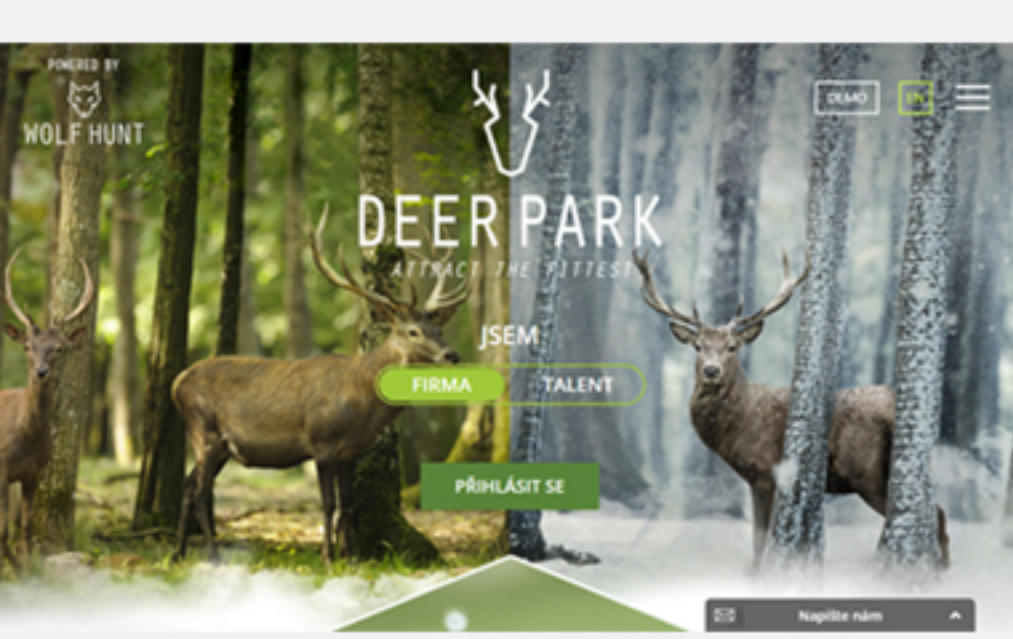 POWERED BY
WOLF HUNT
DEMO
EN
DEER PARK
ATTRACT THE FITTEST
JSEM
FIRMA
TALENT
PŘIHLÁSIT SE
Napište nám